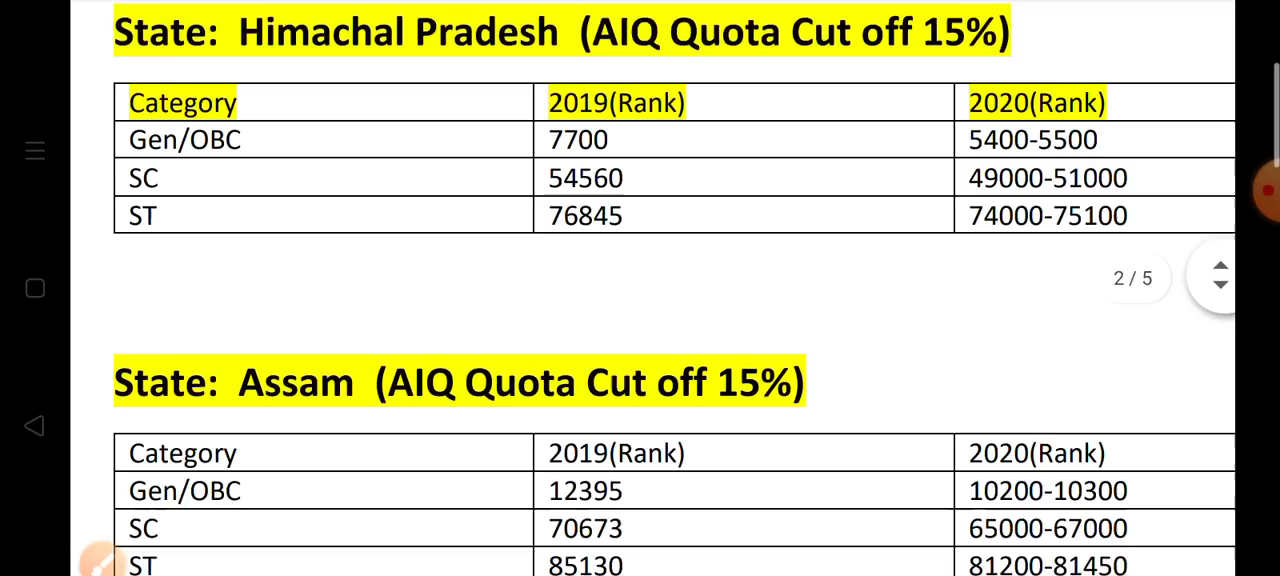 State: Himachal Pradesh (AIQ Quota Cut off 15%)
Category 2019(Rank) 2020(Rank)
Gen/OBC 7700 5400-5500
SC 54560 49000-51000
ST 76845 74000-75100
2 / 5
State: Assam (AIQ Quota Cut off 15%)
Category 2019(Rank) 2020(Rank)
Gen/OBC 12395 10200-10300
SC 70673 65000-67000
ST 85130 81200-81450